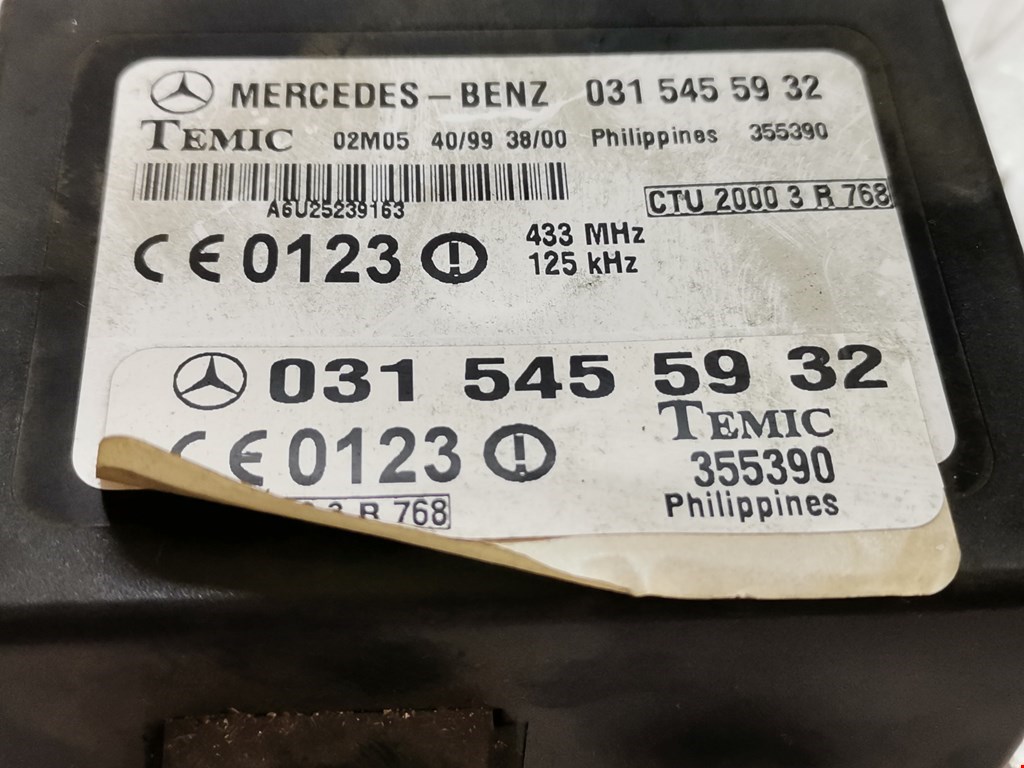 MERCEDES-BENZ 031 545 59 32
TEMIC 02M05 40/99 38/00 Philippines 355390
A6U25239163
CTU 2000 3 R 768
CE 0123 ! 433 MHz
125 kHz
031 545 59 32
TEMIC
CE 0123 !
355390
3 R 768
Philippines